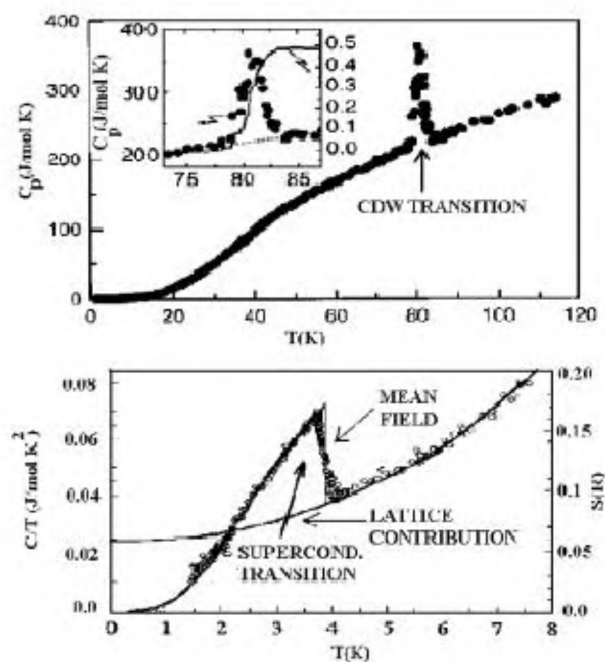 400
300
200
100
0
C_p(J/mol K)
400
300
200
C_p (J/mol K)
0.5
0.4
0.3
0.2
0.1
0.0
75 80 85
CDW TRANSITION
0 20 40 60 80 100 120
T(K)
0.08
0.06
0.04
0.02
0.0
C/T (J/mol K²)
0.20
0.15
0.10
0.05
0.0
S(R)
MEAN
FIELD
LATTICE
CONTRIBUTION
SUPERCOND.
TRANSITION
0 1 2 3 4 5 6 7 8
T(K)